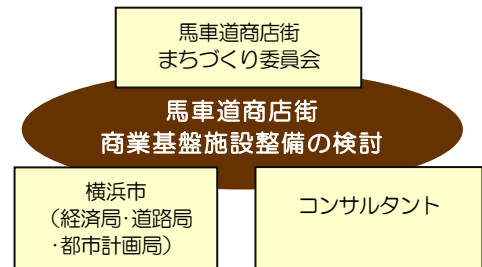 馬車道商店街
まちづくり委員会
馬車道商店街
商業基盤施設整備の検討
横浜市
（経済局･道路局
･都市計画局）
コンサルタント